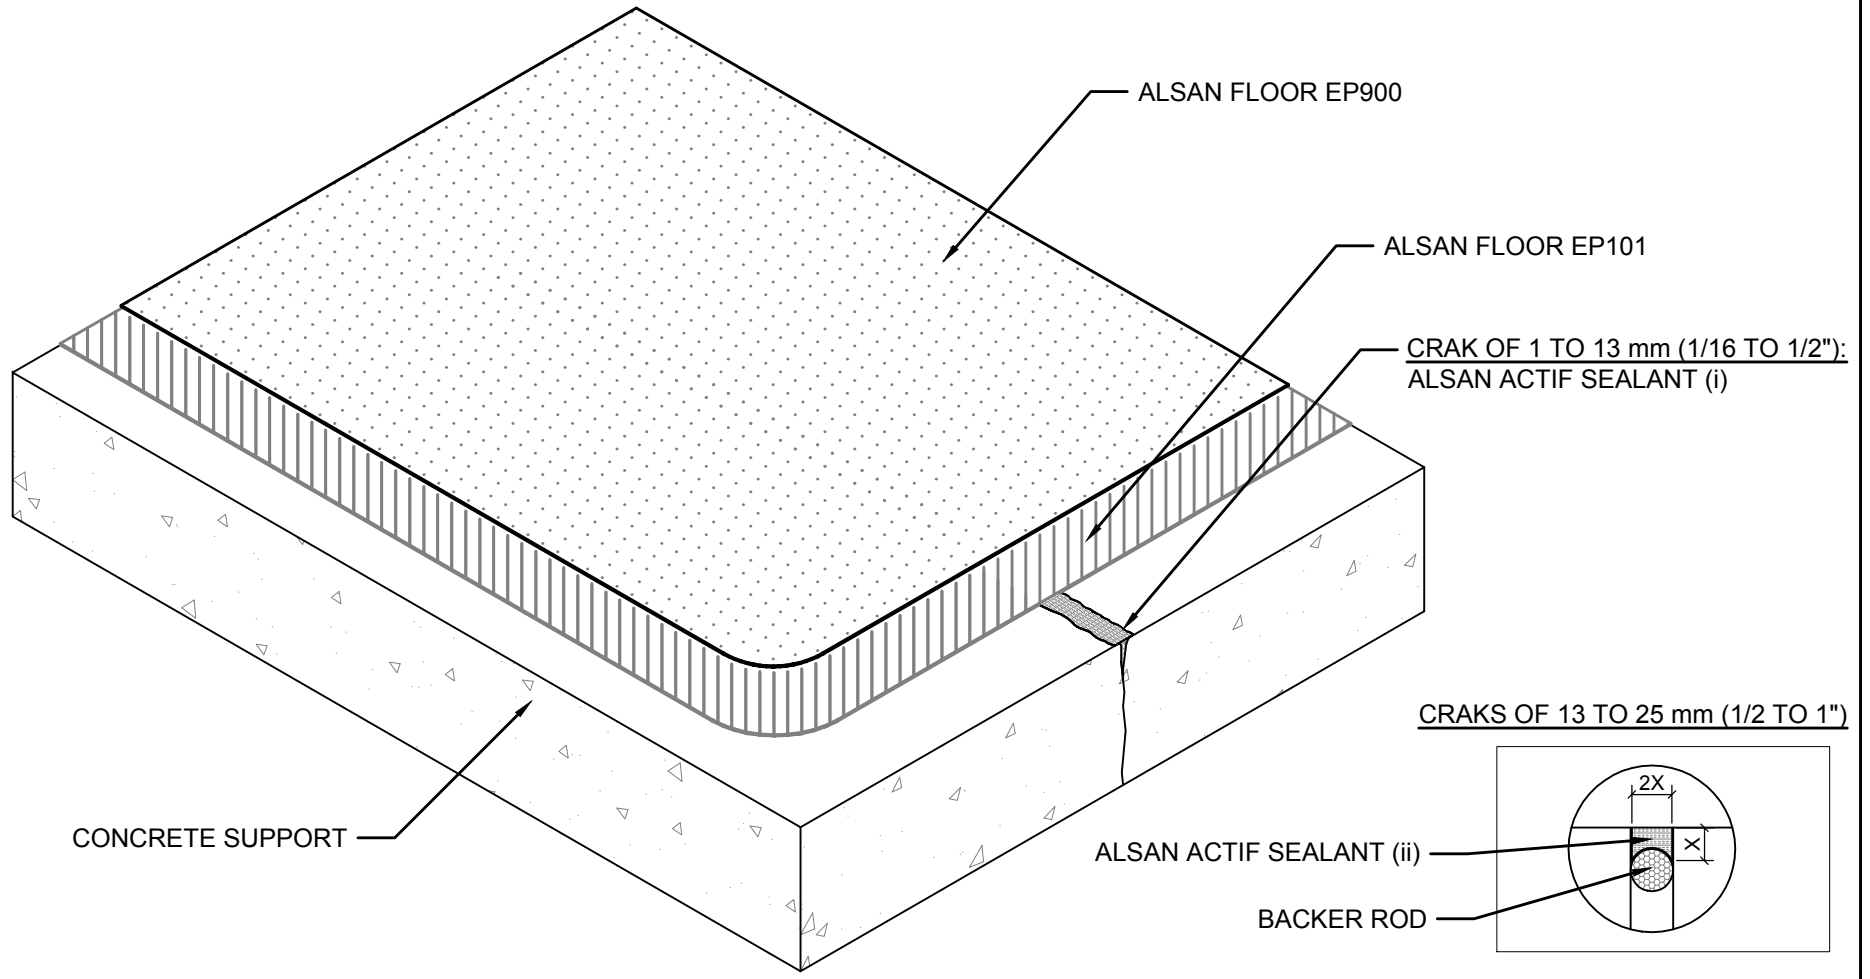 ALSAN FLOOR EP900
ALSAN FLOOR EP101
CRAK OF 1 TO 13 mm (1/16 TO 1/2"):
ALSAN ACTIF SEALANT (i)
CRAKS OF 13 TO 25 mm (1/2 TO 1")
2X
X
CONCRETE SUPPORT
ALSAN ACTIF SEALANT (ii)
BACKER ROD